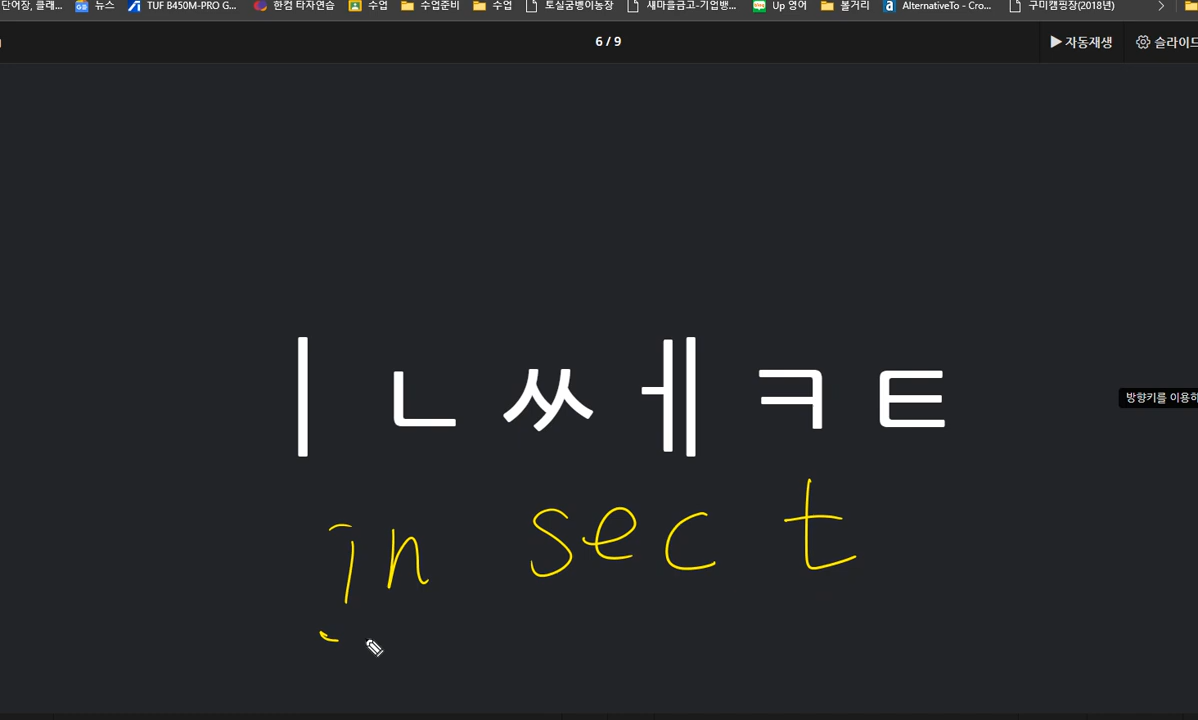 단어장, 클래... 뉴스 TUF B450M-PRO G... 한컴 타자연습 수업 수업준비 수업 토실굼벵이농장 새마을금고-기업뱅... Up 영어 볼거리 AlternativeTo - Cro... 구미캠핑장(2018년)
6 / 9 자동재생 슬라이드
ㅣ ㄴ ㅆ ㅔ ㅋ ㅌ
방향키를 이용하
in sect